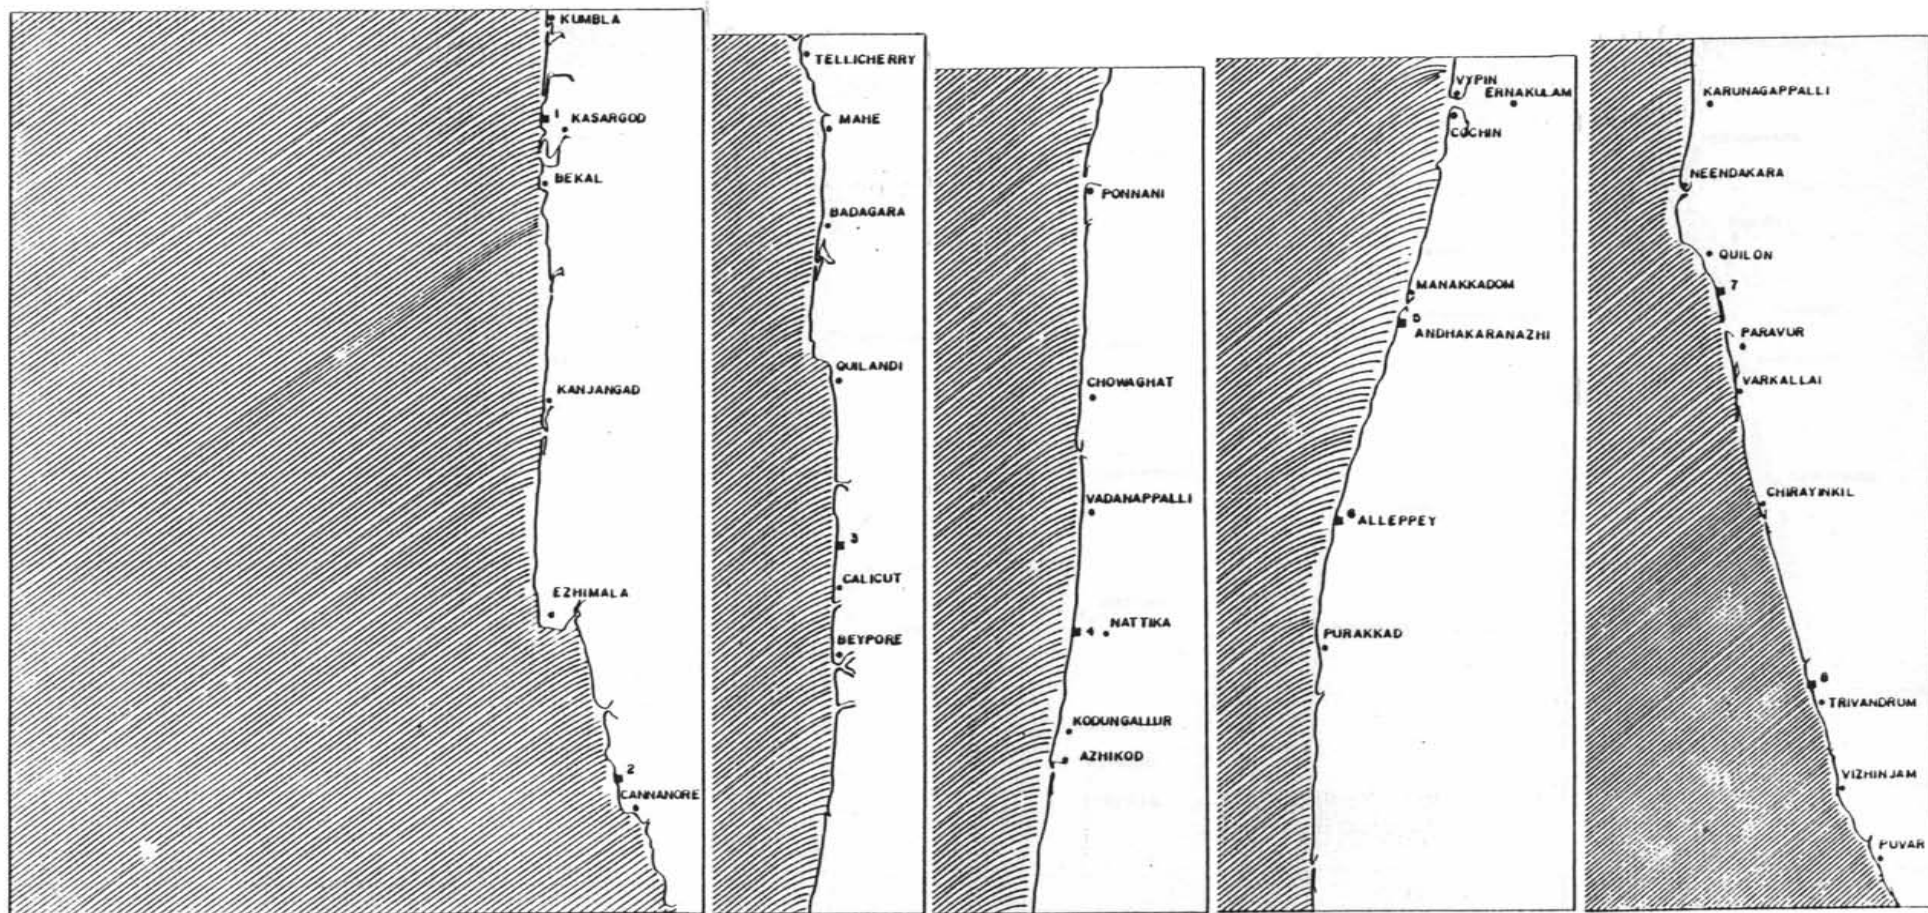 KUMBLA
1 KASARGOD
BEKAL
KANJANGAD
EZHIMALA
2
CANNANORE
TELLICHERRY
MAHE
BADAGARA
QUILANDI
3
CALICUT
BEYPORE
PONNANI
CHOWAGHAT
VADANAPPALLI
4 NATTIKA
KODUNGALLUR
AZHIKOD
VYPIN
ERNAKULAM
COCHIN
MANAKKADOM
5
ANDHAKARANAZHI
6
ALLEPPEY
PURAKKAD
KARUNAGAPPALLI
NEENDAKARA
QUILON
7
PARAVUR
VARKALLAI
CHIRAYINKIL
8
TRIVANDRUM
VIZHINJAM
PUVAR